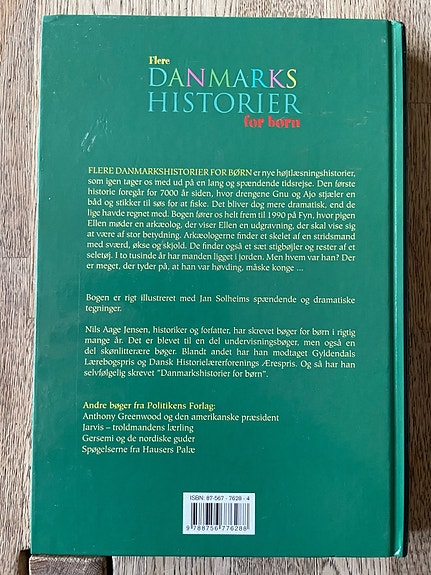 Flere
DANMARKS
HISTORIER
for børn
FLERE DANMARKSHISTORIER FOR BØRN er nye højtlæsningshistorier,
som igen tager os med ud på en lang og spændende tidsrejse. Den første
historie foregår for 7000 år siden, hvor drengene Gnu og Ajo stjæler en
båd og stikker til søs for at fiske. Det bliver dog mere dramatisk, end de
lige havde regnet med. Bogen fører os helt frem til 1990 på Fyn, hvor pigen
Ellen møder en arkæolog, der viser Ellen en udgravning, der skal vise sig
at være af stor betydning. Arkæologerne finder et skelet af en stridsmand
med sværd, økse og skjold. De finder også et sæt stigbøjler og rester af et
seletøj. I to tusinde år har manden ligget i jorden. Men hvem var han? Der
er meget, der tyder på, at han var høvding, måske konge ...
Bogen er rigt illustreret med Jan Solheims spændende og dramatiske
tegninger.
Nils Aage Jensen, historiker og forfatter, har skrevet bøger for børn i rigtig
mange år. Det er blevet til en del undervisningsbøger, men også en
del skønlitterære bøger. Blandt andet har han modtaget Gyldendals
Lærebogspris og Dansk Historielærerforenings Ærespris. Og så har han
selvfølgelig skrevet "Danmarkshistorier for børn".
Andre bøger fra Politikens Forlag:
Anthony Greenwood og den amerikanske præsident
Jarvis – troldmandens lærling
Gersemi og de nordiske guder
Spøgelserne fra Hausers Palæ
ISBN: 87-567-7628-4
9 788756 776288